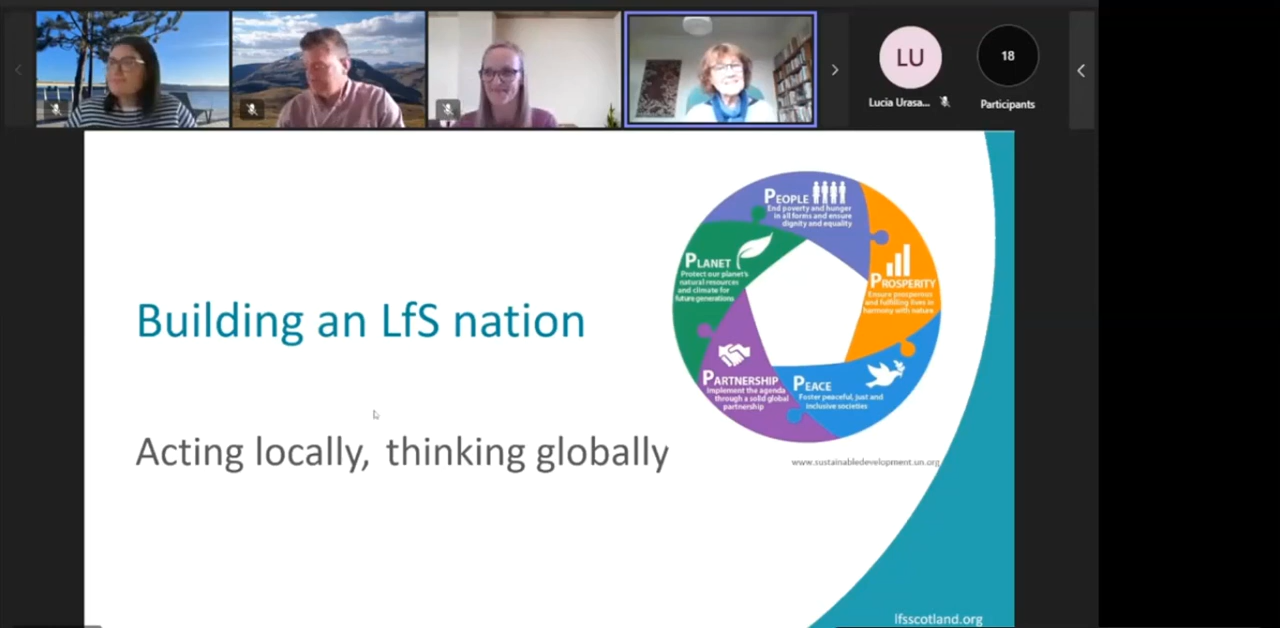 LU
18
Lucia Urasa...
Participants
Building an LfS nation
Acting locally, thinking globally
PEOPLE
End poverty and hunger
in all forms and ensure
dignity and equality
PROSPERITY
Ensure prosperous
and fulfilling lives in
harmony with nature
PEACE
Foster peaceful, just and
inclusive societies
PARTNERSHIP
Implement the agenda
through a solid global
partnership
PLANET
Protect our planet's
natural resources
and climate for
future generations
www.sustainabledevelopment.un.org
lfsscotland.org